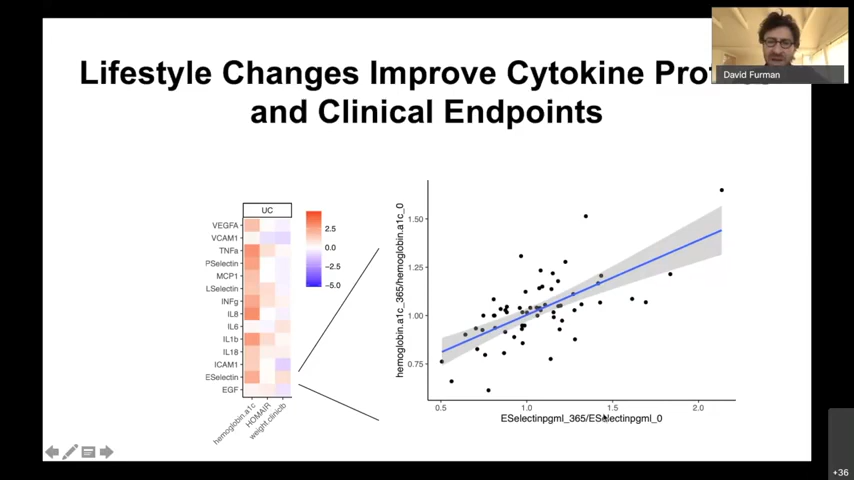 Lifestyle Changes Improve Cytokine
and Clinical Endpoints
David Furman
UC
VEGFA
VCAM1
TNFa
PSelectin
MCP1
LSelectin
INFg
IL8
IL6
IL1b
IL18
ICAM1
ESelectin
EGF
hemoglobin.a1c
HOMAIR
weight.cliniclb
2.5
0.0
−2.5
−5.0
hemoglobin.a1c_365/hemoglobin.a1c_0
1.50
1.25
1.00
0.75
0.5
1.0
1.5
2.0
ESelectinpgml_365/ESelectinpgml_0
+36